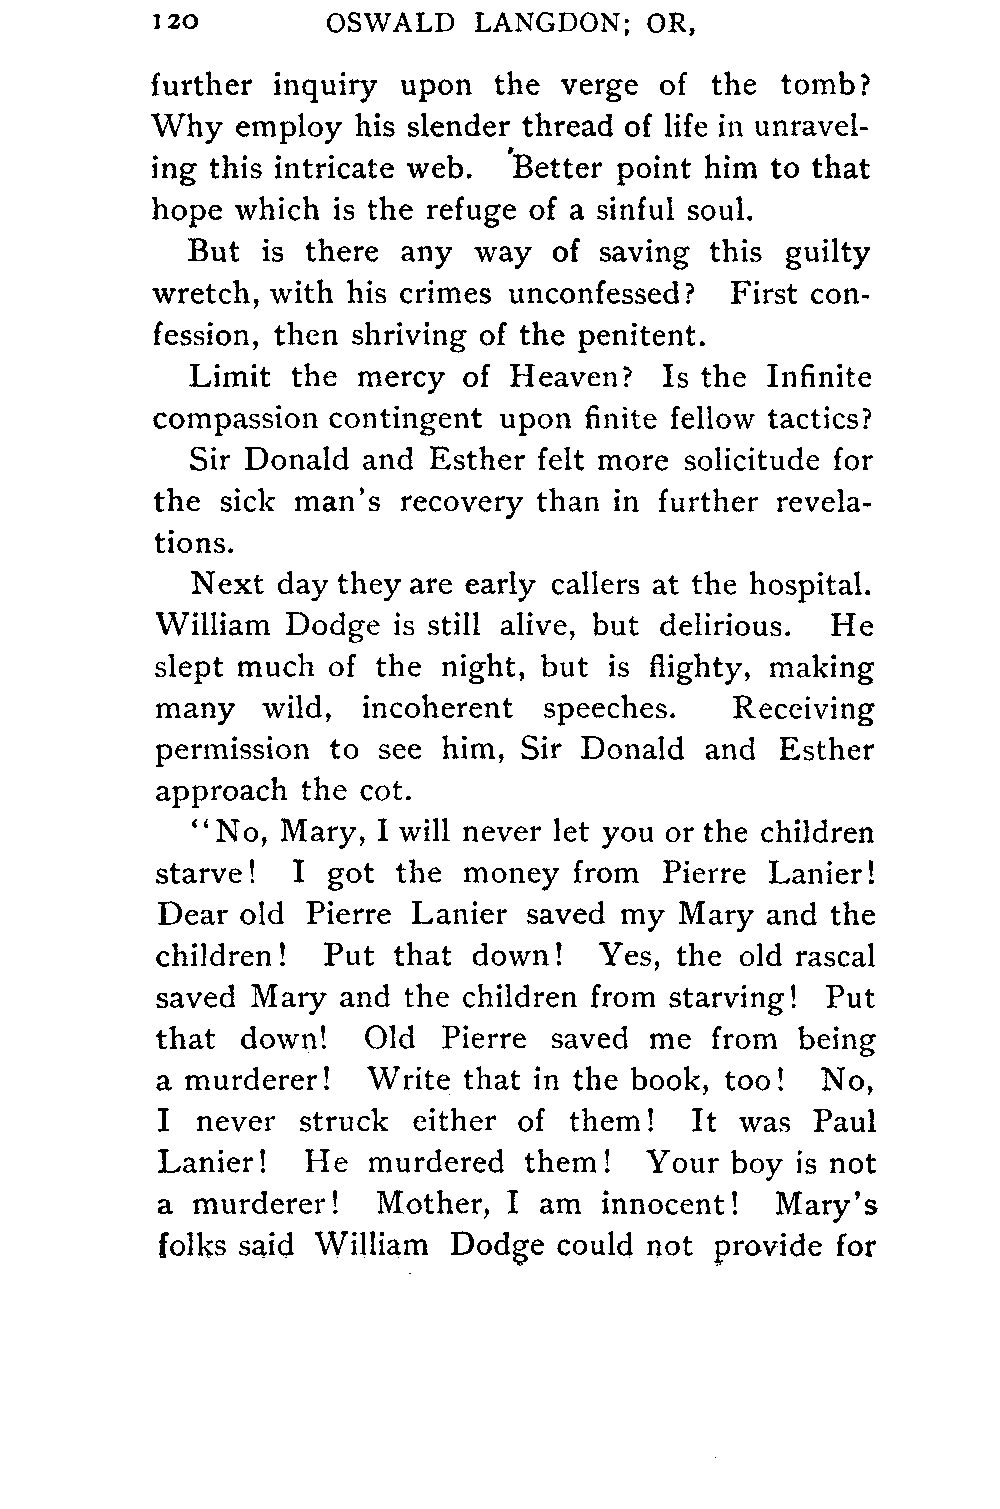 120 OSWALD LANGDON; OR,
further inquiry upon the verge of the tomb?
Why employ his slender thread of life in unravel-
ing this intricate web. Better point him to that
hope which is the refuge of a sinful soul.
But is there any way of saving this guilty
wretch, with his crimes unconfessed? First con-
fession, then shriving of the penitent.
Limit the mercy of Heaven? Is the Infinite
compassion contingent upon finite fellow tactics?
Sir Donald and Esther felt more solicitude for
the sick man's recovery than in further revela-
tions.
Next day they are early callers at the hospital.
William Dodge is still alive, but delirious. He
slept much of the night, but is flighty, making
many wild, incoherent speeches. Receiving
permission to see him, Sir Donald and Esther
approach the cot.
"No, Mary, I will never let you or the children
starve! I got the money from Pierre Lanier!
Dear old Pierre Lanier saved my Mary and the
children! Put that down! Yes, the old rascal
saved Mary and the children from starving! Put
that down! Old Pierre saved me from being
a murderer! Write that in the book, too! No,
I never struck either of them! It was Paul
Lanier! He murdered them! Your boy is not
a murderer! Mother, I am innocent! Mary's
folks said William Dodge could not provide for